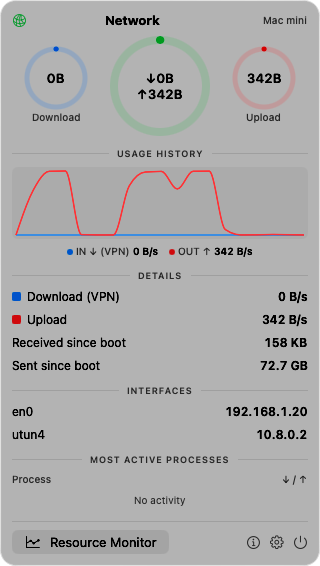 Network
Mac mini
0B
↓0B
↑342B
342B
Download
Upload
USAGE HISTORY
IN ↓ (VPN) 0 B/s OUT ↑ 342 B/s
DETAILS
Download (VPN) 0 B/s
Upload 342 B/s
Received since boot 158 KB
Sent since boot 72.7 GB
INTERFACES
en0 192.168.1.20
utun4 10.8.0.2
MOST ACTIVE PROCESSES
Process ↓ / ↑
No activity
Resource Monitor